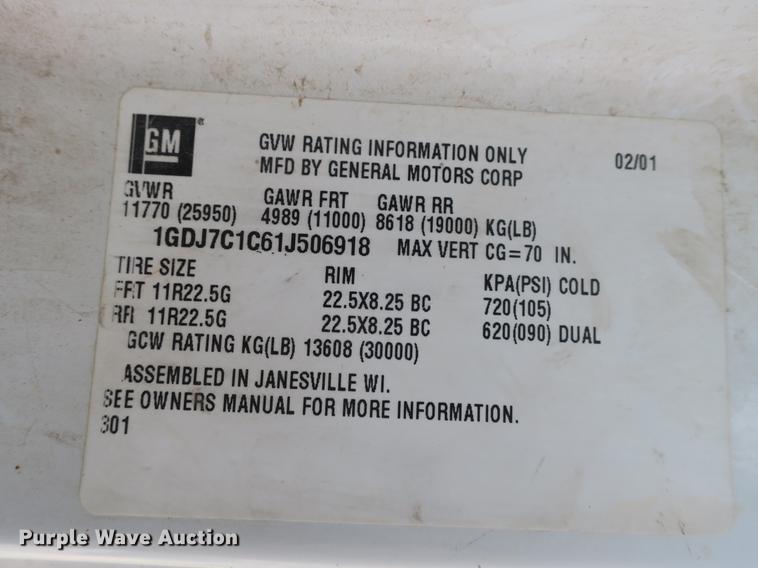 GM ®
GVW RATING INFORMATION ONLY 02/01
MFD BY GENERAL MOTORS CORP
GVWR GAWR FRT GAWR RR
11770 (25950) 4989 (11000) 8618 (19000) KG(LB)
1GDJ7C1C61J506918 MAX VERT CG=70 IN.
TIRE SIZE RIM KPA(PSI) COLD
FRT 11R22.5G 22.5X8.25 BC 720(105)
RR 11R22.5G 22.5X8.25 BC 620(090) DUAL
GCW RATING KG(LB) 13608 (30000)
ASSEMBLED IN JANESVILLE WI.
SEE OWNERS MANUAL FOR MORE INFORMATION.
301
Purple Wave Auction